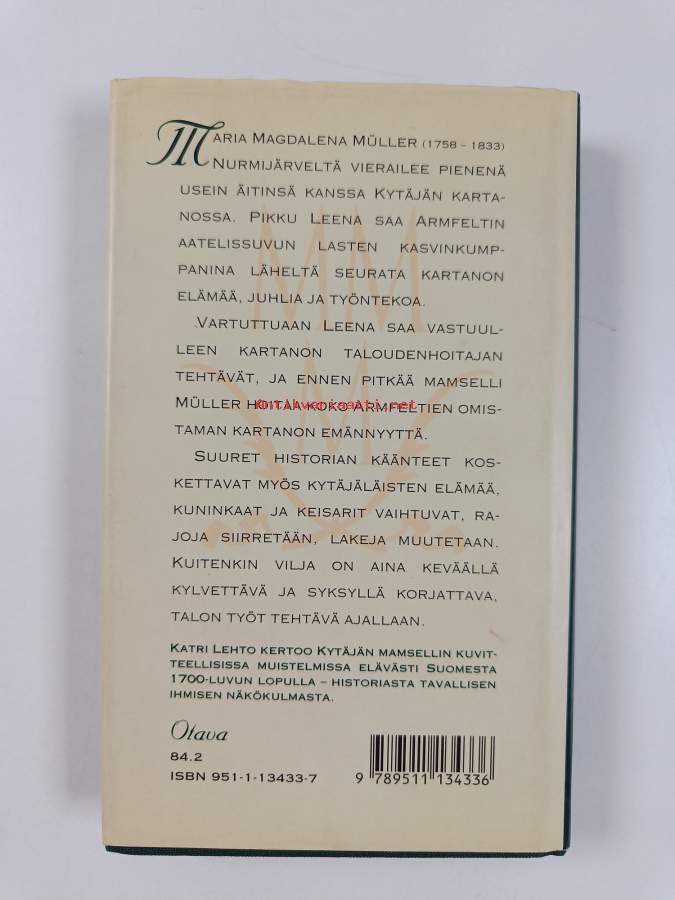 MARIA MAGDALENA MÜLLER (1758 – 1833)
NURMIJÄRVELTÄ VIERAILEE PIENENÄ
USEIN ÄITINSÄ KANSSA KYTÄJÄN KARTA-
NOSSA. PIKKU LEENA SAA ARMFELTIN
AATELISSUVUN LASTEN KASVINKUMP-
PANINA LÄHELTÄ SEURATA KARTANON
ELÄMÄÄ, JUHLIA JA TYÖNTEKOA.
VARTUTTUAAN LEENA SAA VASTUUL-
LEEN KARTANON TALOUDENHOITAJAN
TEHTÄVÄT, JA ENNEN PITKÄÄ MAMSELLI
MÜLLER HOITAA KOKO ARMFELTIEN OMIS-
antikvariaatti.net
TAMAN KARTANON EMÄNNYYTTÄ.
SUURET HISTORIAN KÄÄNTEET KOS-
KETTAVAT MYÖS KYTÄJÄLÄISTEN ELÄMÄÄ,
KUNINKAAT JA KEISARIT VAIHTUVAT, RA-
JOJA SIIRRETÄÄN, LAKEJA MUUTETAAN.
KUITENKIN VILJA ON AINA KEVÄÄLLÄ
KYLVETTÄVÄ JA SYKSYLLÄ KORJATTAVA,
TALON TYÖT TEHTÄVÄ AJALLAAN.
KATRI LEHTO KERTOO KYTÄJÄN MAMSELLIN KUVIT-
TEELLISISSA MUISTELMISSA ELÄVÄSTI SUOMESTA
1700-LUVUN LOPULLA – HISTORIASTA TAVALLISEN
IHMISEN NÄKÖKULMASTA.
Otava
84.2
ISBN 951-1-13433-7
9 789511 134336